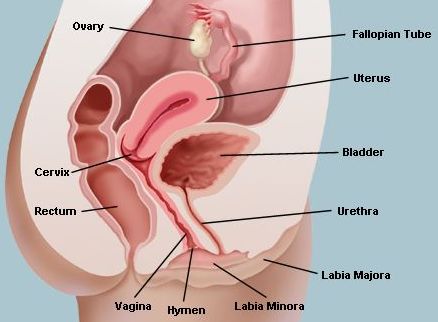 Ovary
Fallopian Tube
Uterus
Bladder
Cervix
Rectum
Urethra
Labia Majora
Vagina
Hymen
Labia Minora